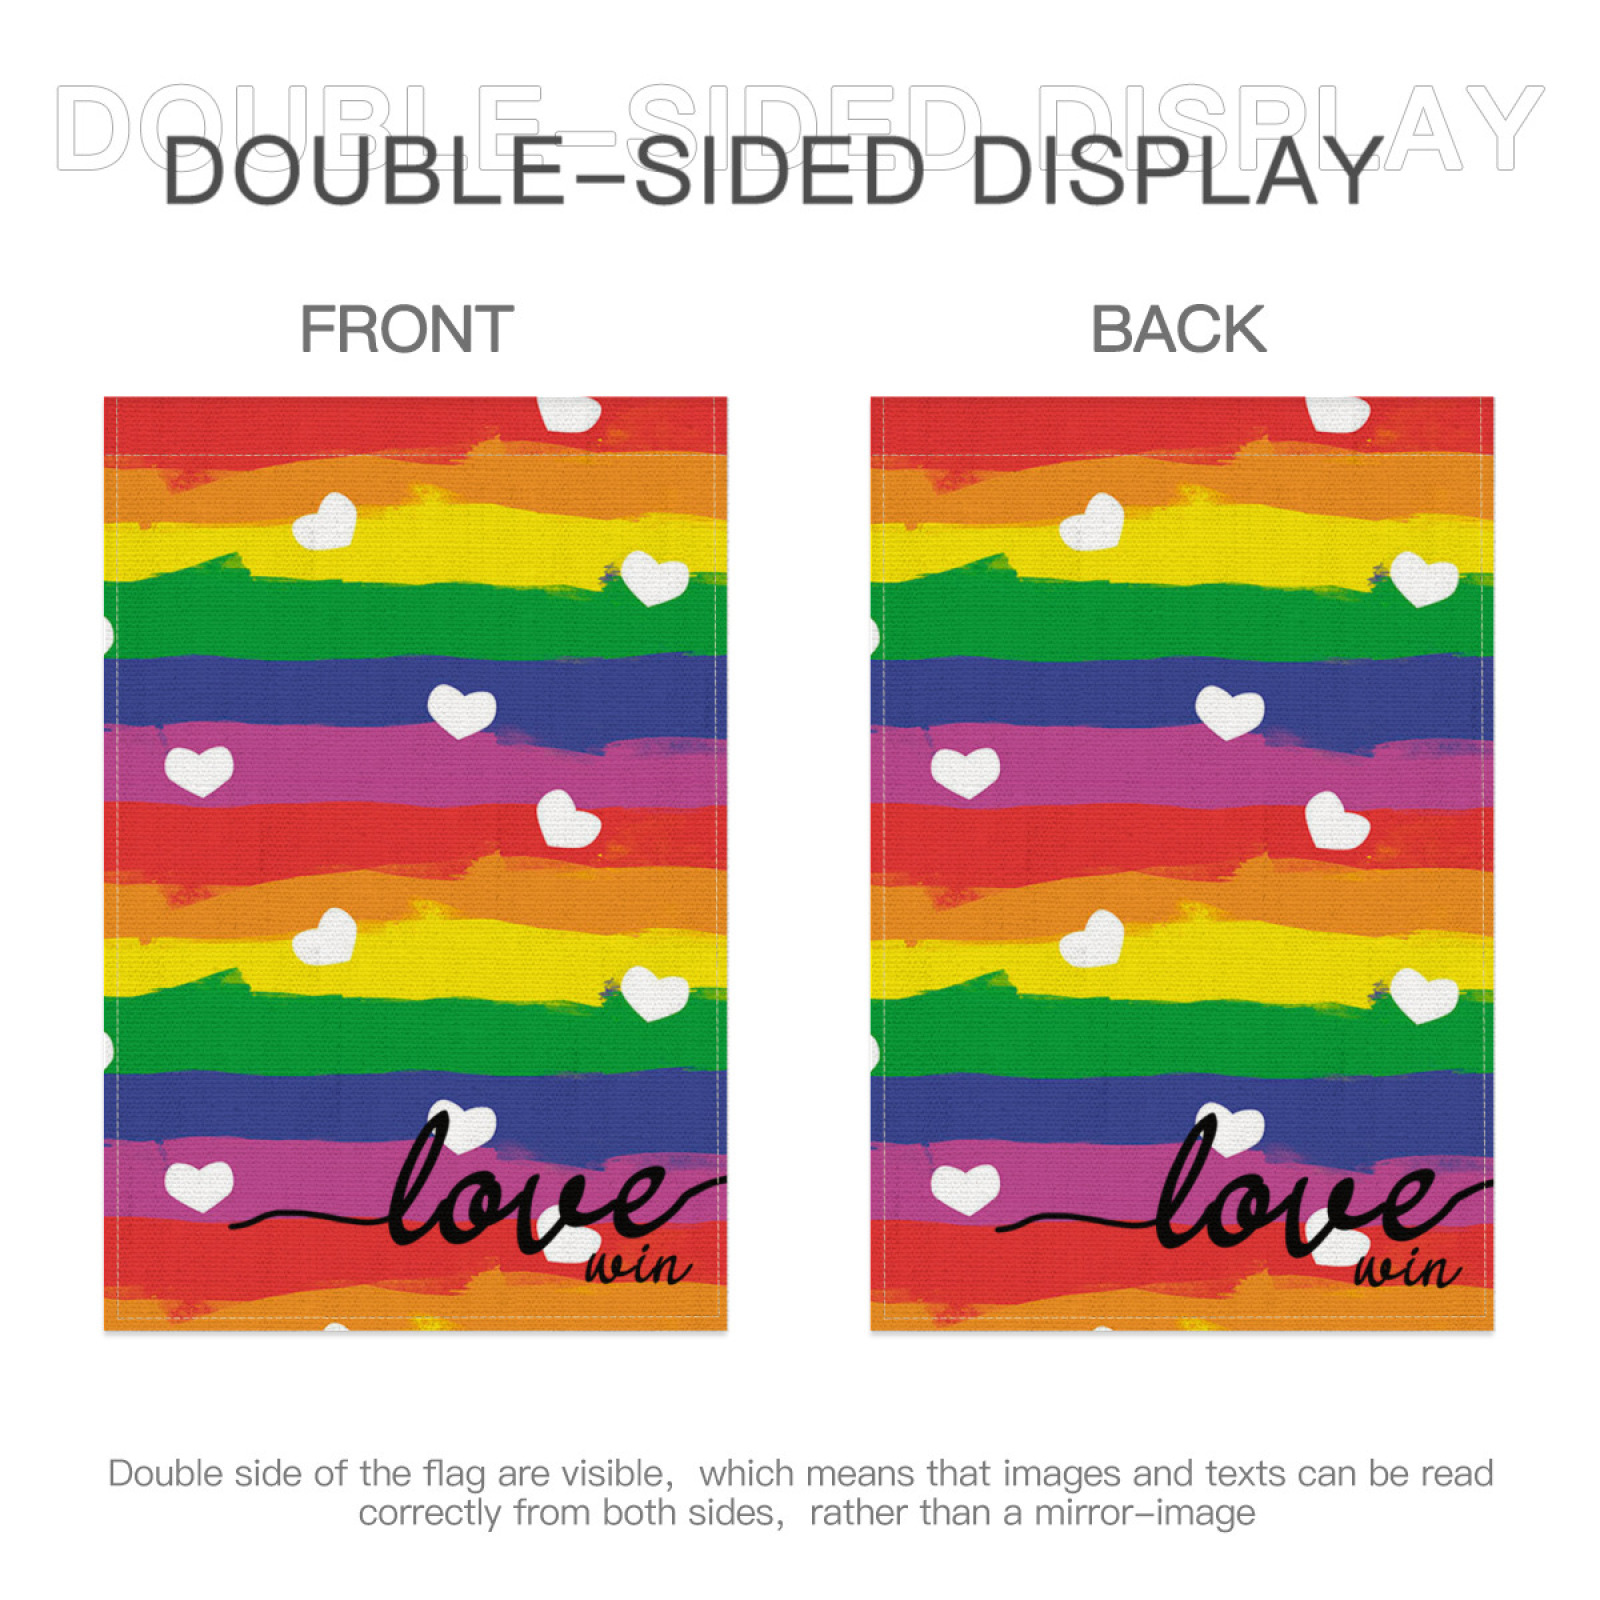 DOUBLE-SIDED DISPLAY
DOUBLE-SIDED DISPLAY
FRONT
BACK
love
win
love
win
Double side of the flag are visible, which means that images and texts can be read
correctly from both sides, rather than a mirror-image